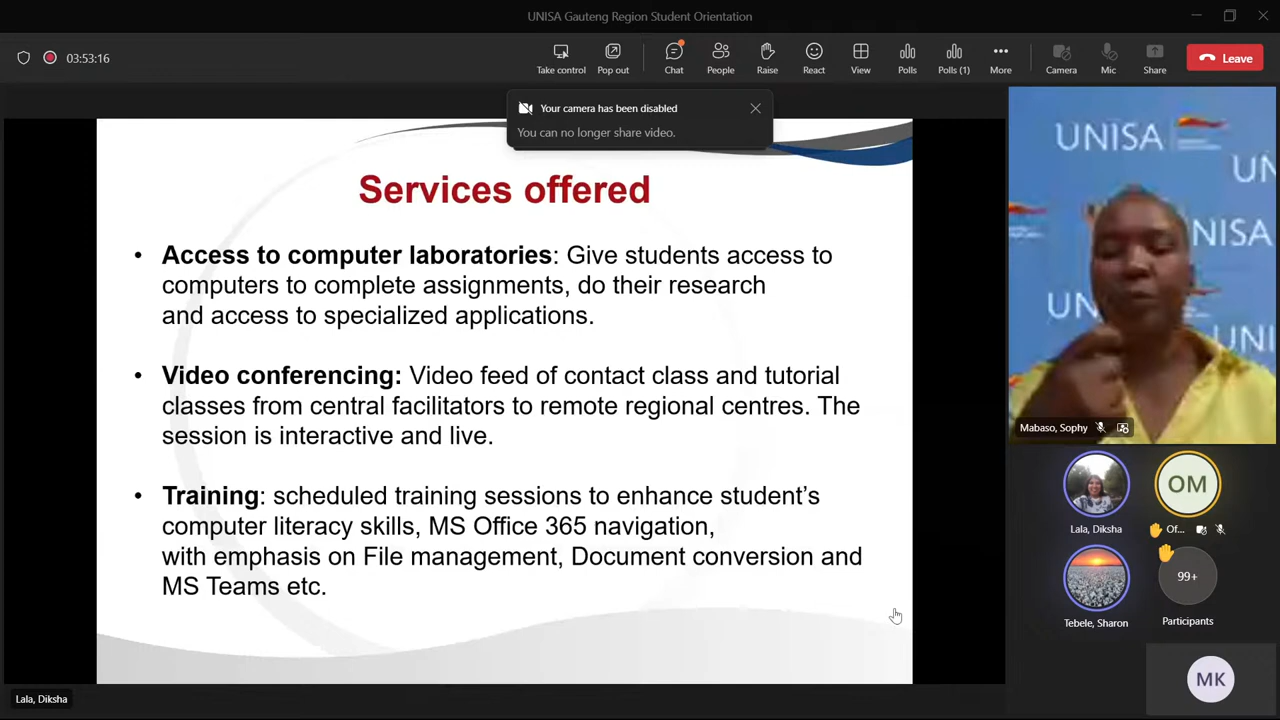 UNISA Gauteng Region Student Orientation
03:53:16
Take control
Pop out
Chat
People
Raise
React
View
Polls
Polls (1)
More
Camera
Mic
Share
Leave
Your camera has been disabled
You can no longer share video.
Services offered
• Access to computer laboratories: Give students access to
computers to complete assignments, do their research
and access to specialized applications.
• Video conferencing: Video feed of contact class and tutorial
classes from central facilitators to remote regional centres. The
session is interactive and live.
• Training: scheduled training sessions to enhance student's
computer literacy skills, MS Office 365 navigation,
with emphasis on File management, Document conversion and
MS Teams etc.
Lala, Diksha
UNISA
UN
UNISA
NISA
UN
UNI
Mabaso, Sophy
OM
Lala, Diksha
Of...
99+
Tebele, Sharon
Participants
MK